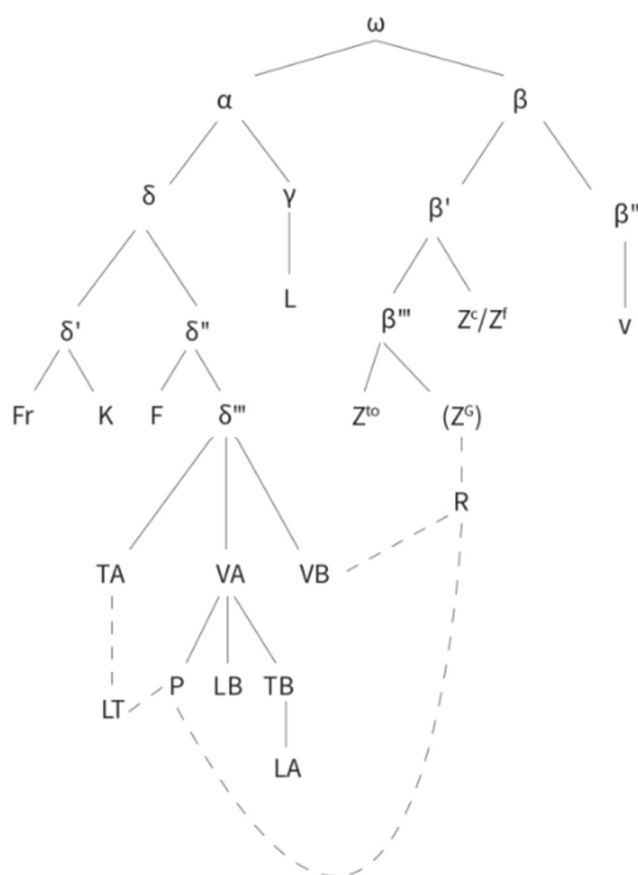 ω
α β
δ γ β' β"
δ' δ" L β''' Zᶜ/Zᶠ v
Fr K F δ''' Zᵗᵒ (Zᴳ)
R
TA VA VB
LT P LB TB
LA